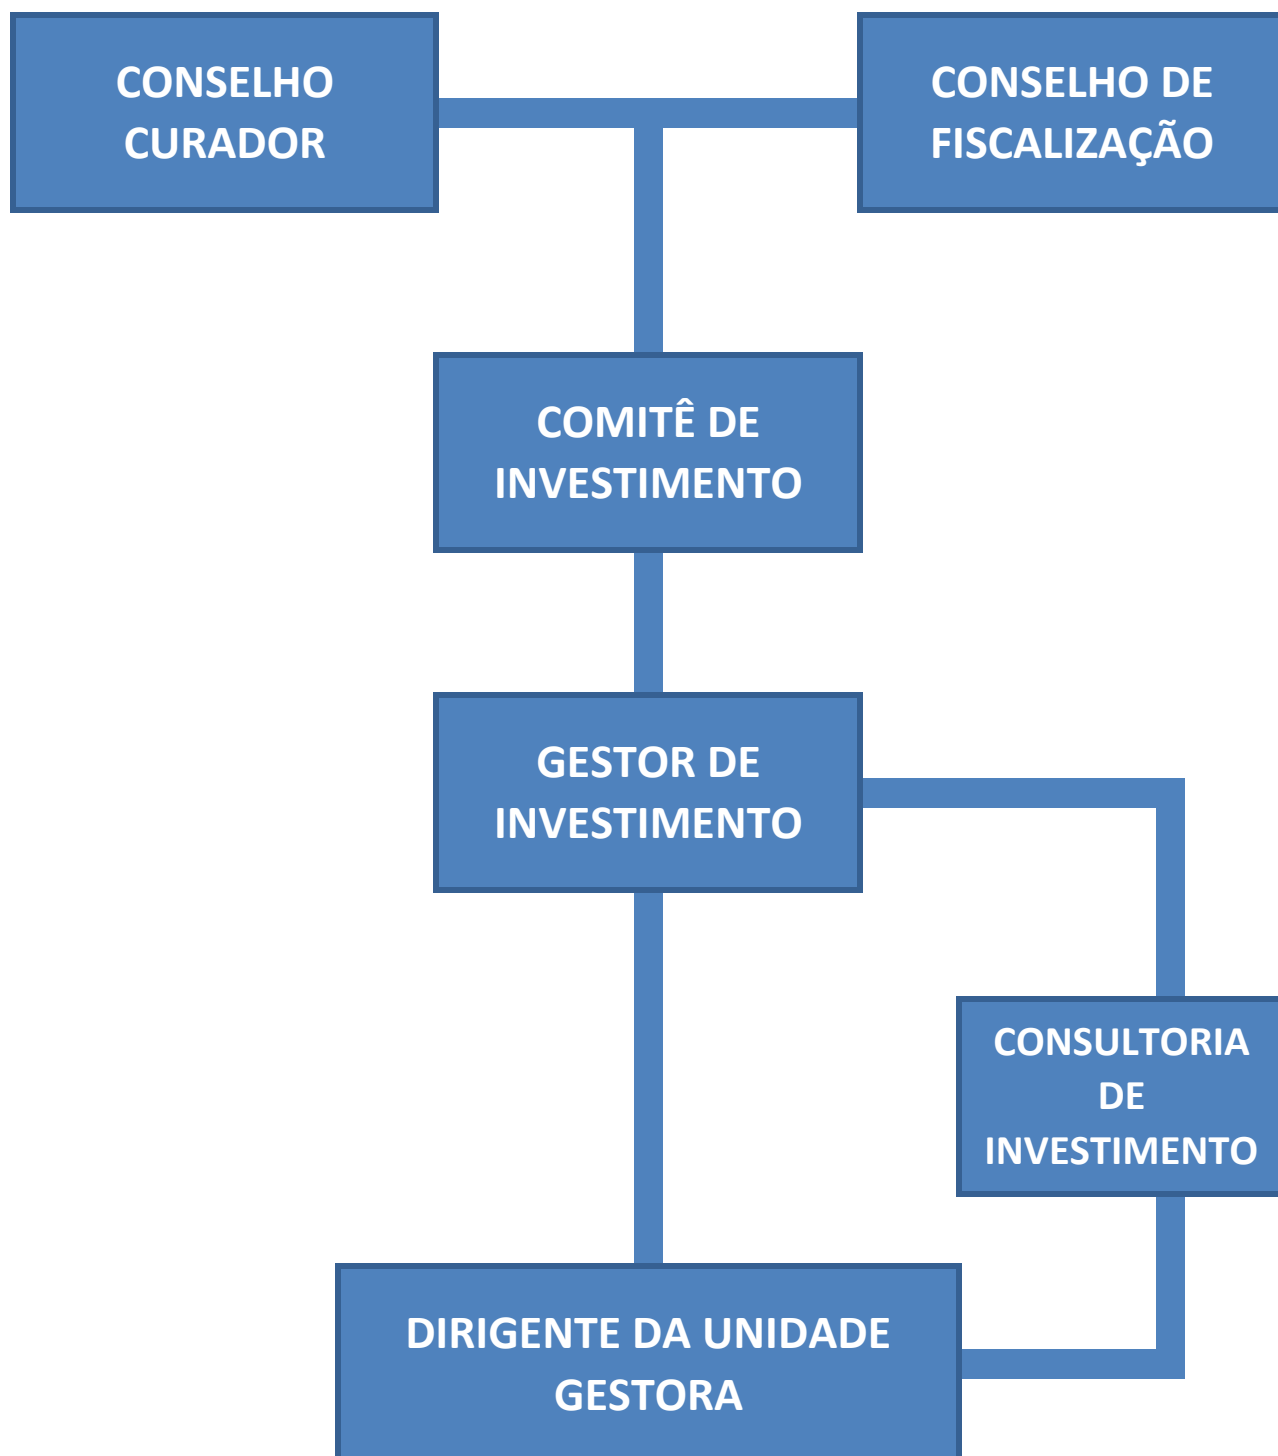 CONSELHO
CURADOR
CONSELHO DE
FISCALIZAÇÃO
COMITÊ DE
INVESTIMENTO
GESTOR DE
INVESTIMENTO
CONSULTORIA
DE
INVESTIMENTO
DIRIGENTE DA UNIDADE
GESTORA